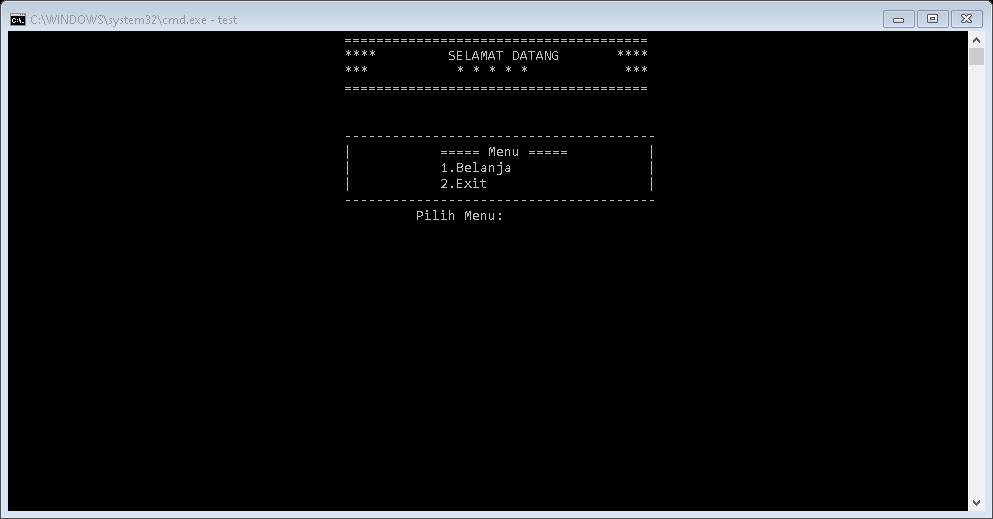 C:\WINDOWS\system32\cmd.exe - test
======================================
**** SELAMAT DATANG ****
*** * * * * * ***
======================================
---------------------------------------
| ===== Menu ===== |
| 1.Belanja |
| 2.Exit |
---------------------------------------
Pilih Menu: